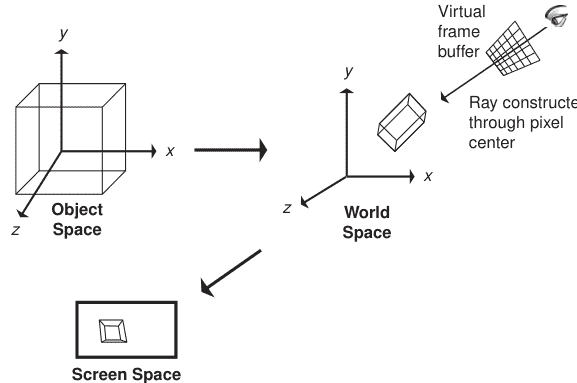 Virtual
frame
buffer
y
y
Ray constructe
through pixel
center
x
x
z
z
Object
Space
World
Space
Screen Space